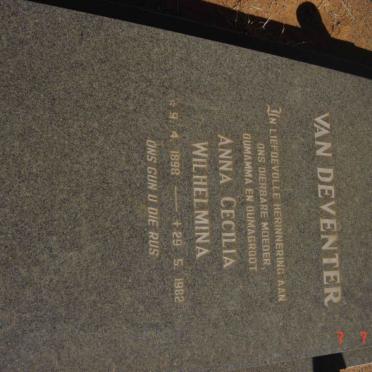 VAN DEVENTER
IN LIEFDEVOLLE HERINNERING AAN
ONS DIERBARE MOEDER,
OUMAMMA EN OUMAGROOT
ANNA CECILIA
WILHELMINA
☆ 9. 4. 1898 — † 29. 5. 1982
ONS GUN U DIE RUS
? ?